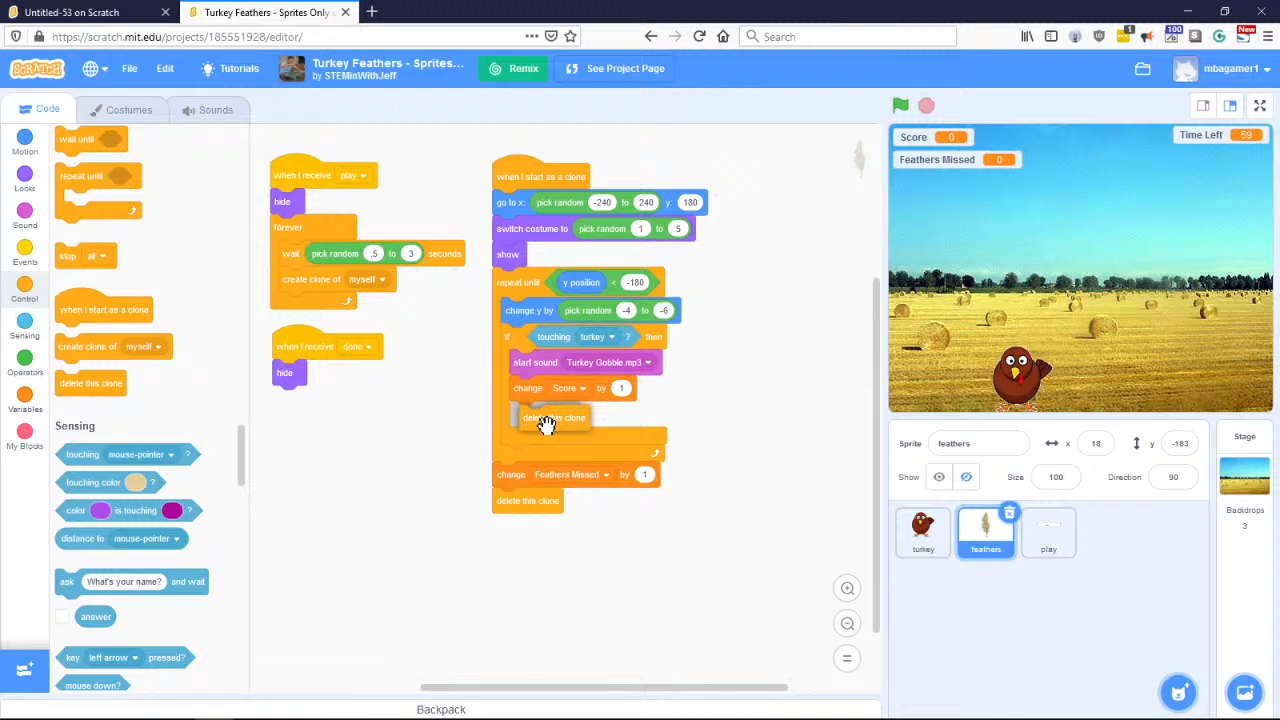 Untitled-53 on Scratch
Turkey Feathers - Sprites Only c
https://scratch.mit.edu/projects/185551928/editor/
Search
1
100
New
SCRATCH
File
Edit
Tutorials
Turkey Feathers - Sprites...
by STEMinWithJeff
Remix
See Project Page
mbagamer1
Code
Costumes
Sounds
Motion
Looks
Sound
Events
Control
Sensing
Operators
Variables
My Blocks
wait until
repeat until
stop all
when I start as a clone
create clone of myself
delete this clone
Sensing
touching mouse-pointer ?
touching color ?
color is touching ?
distance to mouse-pointer
ask What's your name? and wait
answer
key left arrow pressed?
mouse down?
when I receive play
hide
forever
wait pick random .5 to 3 seconds
create clone of myself
when I receive done
hide
when I start as a clone
go to x: pick random -240 to 240 y: 180
switch costume to pick random 1 to 5
show
repeat until y position < -180
change y by pick random -4 to -6
if touching turkey ? then
start sound Turkey Gobble.mp3
change Score by 1
delete this clone
change Feathers Missed by 1
delete this clone
Backpack
Score 0
Feathers Missed 0
Time Left 59
Sprite feathers x 18 y -183
Show Size 100 Direction 90
turkey
feathers
play
Stage
Backdrops
3